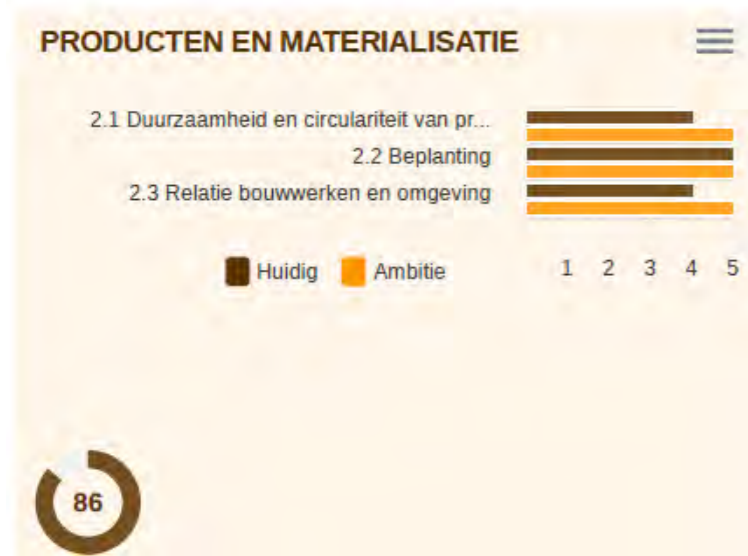 PRODUCTEN EN MATERIALISATIE
2.1 Duurzaamheid en circulariteit van pr...
2.2 Beplanting
2.3 Relatie bouwwerken en omgeving
Huidig Ambitie 1 2 3 4 5
86